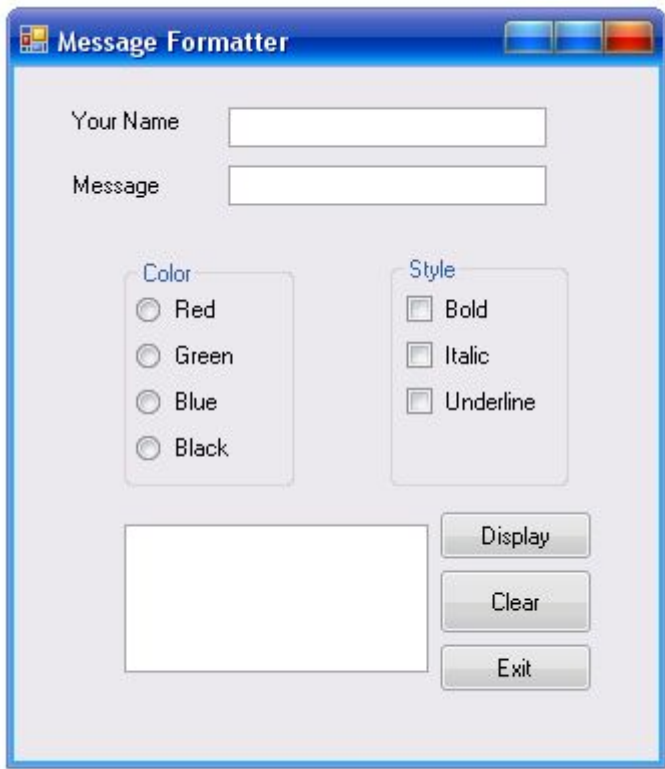 Message Formatter
Your Name
Message
Color
Red
Green
Blue
Black
Style
Bold
Italic
Underline
Display
Clear
Exit